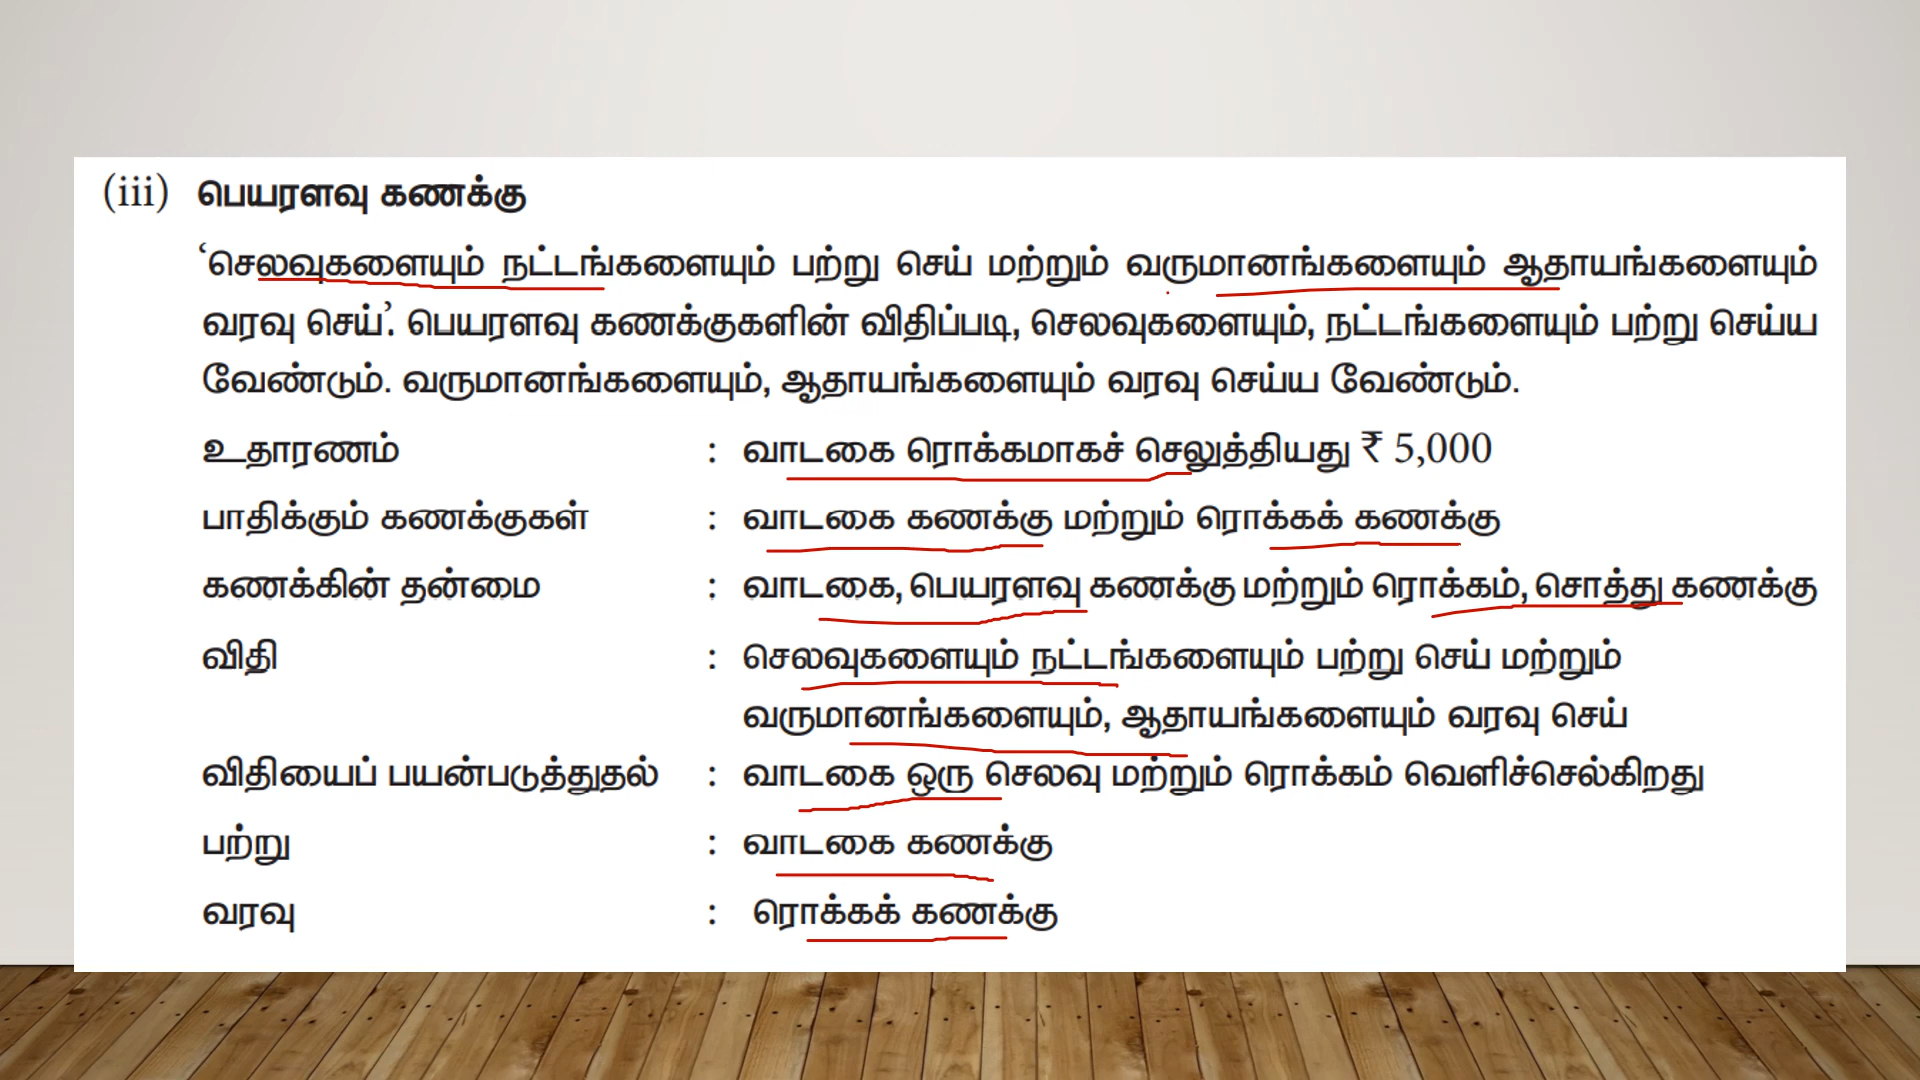 (iii) பெயரளவு கணக்கு
‘செலவுகளையும் நட்டங்களையும் பற்று செய் மற்றும் வருமானங்களையும் ஆதாயங்களையும்
வரவு செய்’. பெயரளவு கணக்குகளின் விதிப்படி, செலவுகளையும், நட்டங்களையும் பற்று செய்ய
வேண்டும். வருமானங்களையும், ஆதாயங்களையும் வரவு செய்ய வேண்டும்.
உதாரணம் : வாடகை ரொக்கமாகச் செலுத்தியது ₹ 5,000
பாதிக்கும் கணக்குகள் : வாடகை கணக்கு மற்றும் ரொக்கக் கணக்கு
கணக்கின் தன்மை : வாடகை, பெயரளவு கணக்கு மற்றும் ரொக்கம், சொத்து கணக்கு
விதி : செலவுகளையும் நட்டங்களையும் பற்று செய் மற்றும்
வருமானங்களையும், ஆதாயங்களையும் வரவு செய்
விதியைப் பயன்படுத்துதல் : வாடகை ஒரு செலவு மற்றும் ரொக்கம் வெளிச்செல்கிறது
பற்று : வாடகை கணக்கு
வரவு : ரொக்கக் கணக்கு